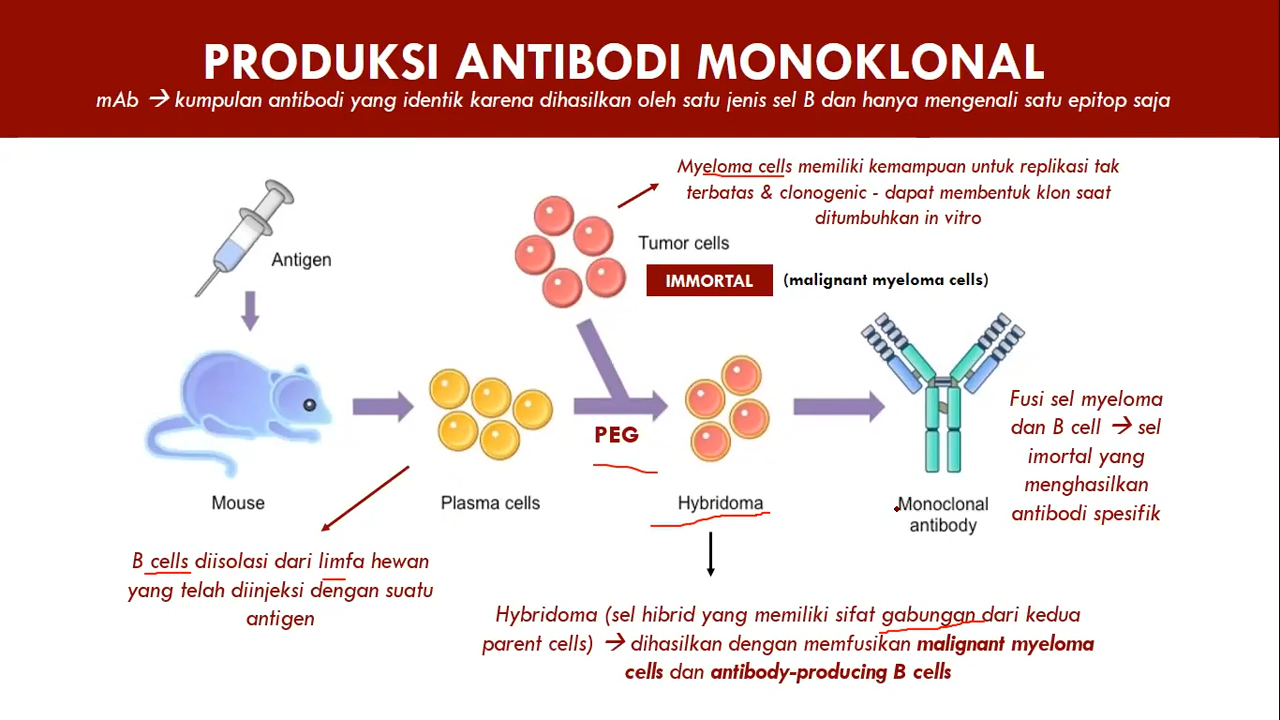 PRODUKSI ANTIBODI MONOKLONAL
mAb → kumpulan antibodi yang identik karena dihasilkan oleh satu jenis sel B dan hanya mengenali satu epitop saja
Myeloma cells memiliki kemampuan untuk replikasi tak
terbatas & clonogenic - dapat membentuk klon saat
ditumbuhkan in vitro
Tumor cells
IMMORTAL
(malignant myeloma cells)
Antigen
PEG
Fusi sel myeloma
dan B cell → sel
imortal yang
menghasilkan
antibodi spesifik
Mouse
Plasma cells
Hybridoma
Monoclonal
antibody
B cells diisolasi dari limfa hewan
yang telah diinjeksi dengan suatu
antigen
Hybridoma (sel hibrid yang memiliki sifat gabungan dari kedua
parent cells) → dihasilkan dengan memfusikan malignant myeloma
cells dan antibody-producing B cells